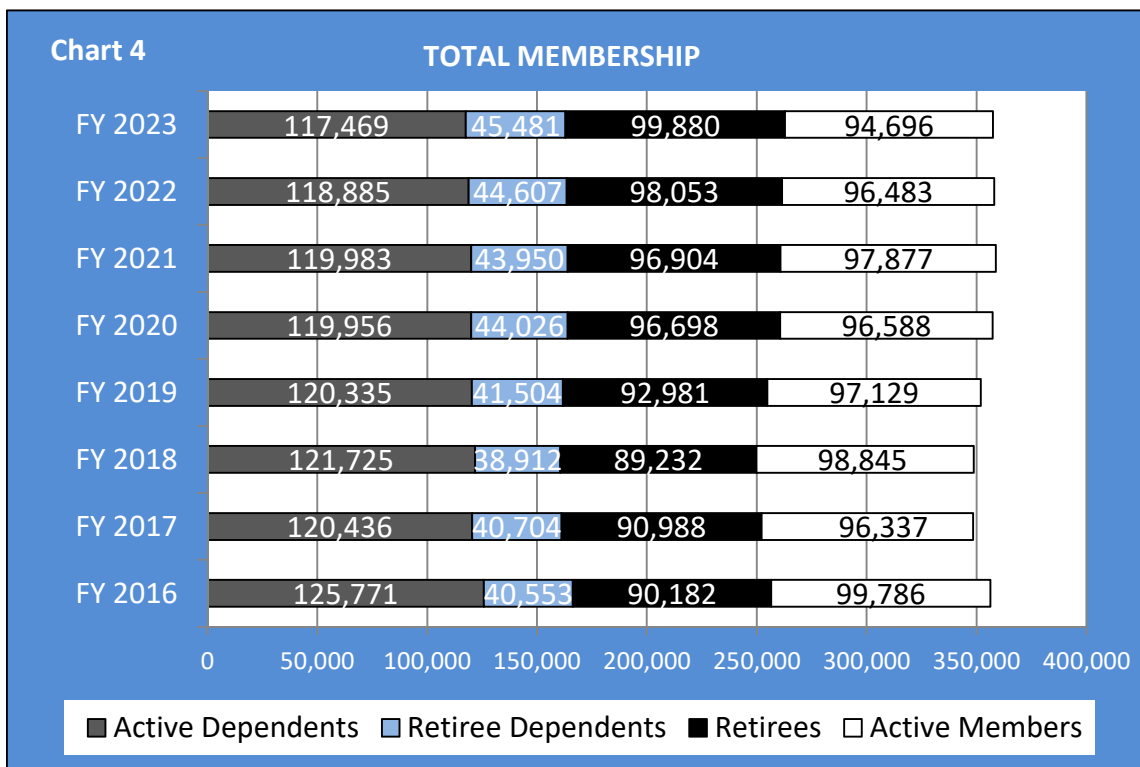 Chart 4
TOTAL MEMBERSHIP
FY 2023 117,469 45,481 99,880 94,696
FY 2022 118,885 44,607 98,053 96,483
FY 2021 119,983 43,950 96,904 97,877
FY 2020 119,956 44,026 96,698 96,588
FY 2019 120,335 41,504 92,981 97,129
FY 2018 121,725 38,912 89,232 98,845
FY 2017 120,436 40,704 90,988 96,337
FY 2016 125,771 40,553 90,182 99,786
0 50,000 100,000 150,000 200,000 250,000 300,000 350,000 400,000
Active Dependents Retiree Dependents Retirees Active Members